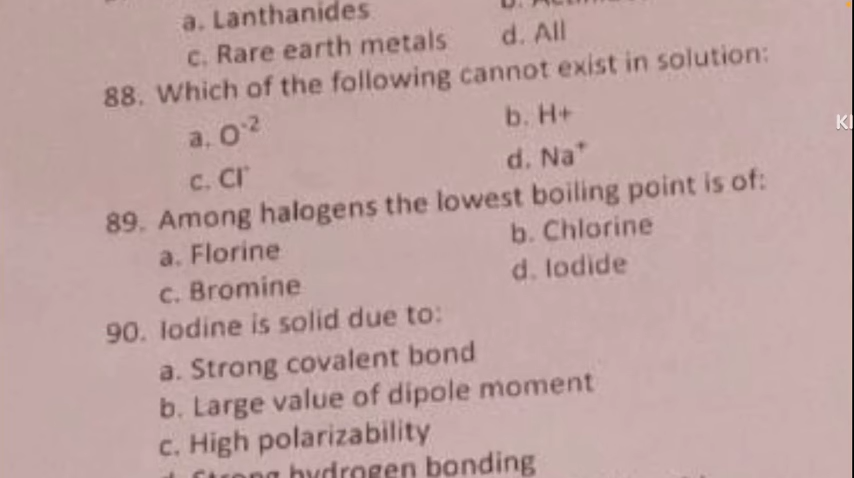 a. Lanthanides
c. Rare earth metals d. All
88. Which of the following cannot exist in solution:
a. O⁻² b. H+
c. Cl⁻ d. Na⁺
89. Among halogens the lowest boiling point is of:
a. Florine b. Chlorine
c. Bromine d. Iodide
90. Iodine is solid due to:
a. Strong covalent bond
b. Large value of dipole moment
c. High polarizability
d. Strong hydrogen bonding